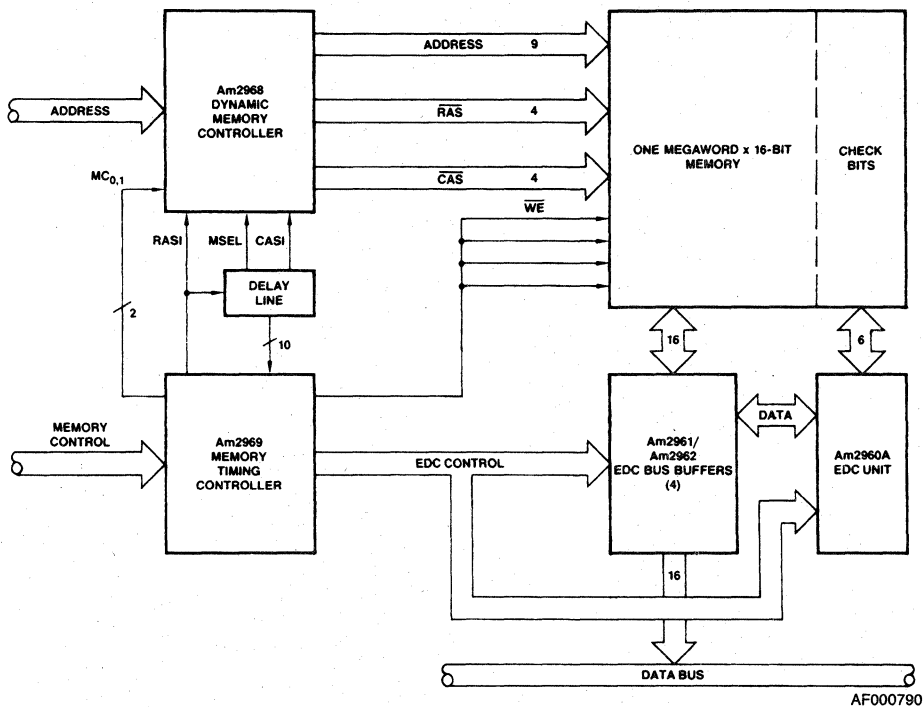 ADDRESS
Am2968
DYNAMIC
MEMORY
CONTROLLER
ADDRESS 9
RAS 4
CAS 4
WE
ONE MEGAWORD x 16-BIT
MEMORY
CHECK
BITS
MC0,1
RASI
MSEL
CASI
DELAY
LINE
2
10
16
6
MEMORY
CONTROL
Am2969
MEMORY
TIMING
CONTROLLER
EDC CONTROL
Am2961/
Am2962
EDC BUS BUFFERS
(4)
DATA
Am2960A
EDC UNIT
16
DATA BUS
AF000790